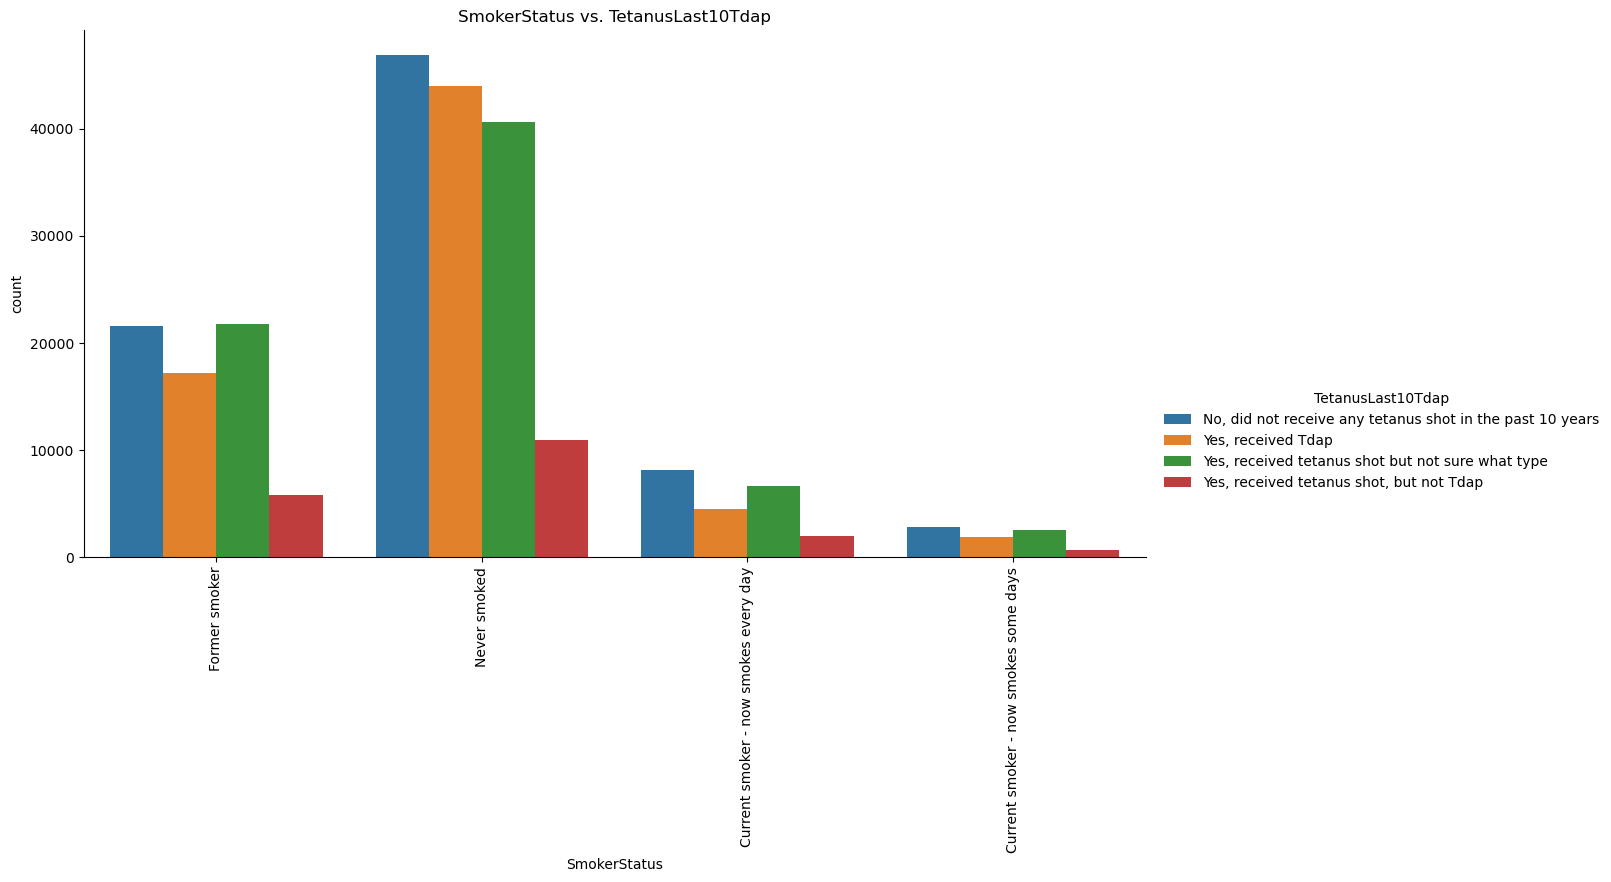 SmokerStatus vs. TetanusLast10Tdap
count
40000
30000
20000
10000
0
Former smoker
Never smoked
Current smoker - now smokes every day
Current smoker - now smokes some days
SmokerStatus
TetanusLast10Tdap
No, did not receive any tetanus shot in the past 10 years
Yes, received Tdap
Yes, received tetanus shot but not sure what type
Yes, received tetanus shot, but not Tdap